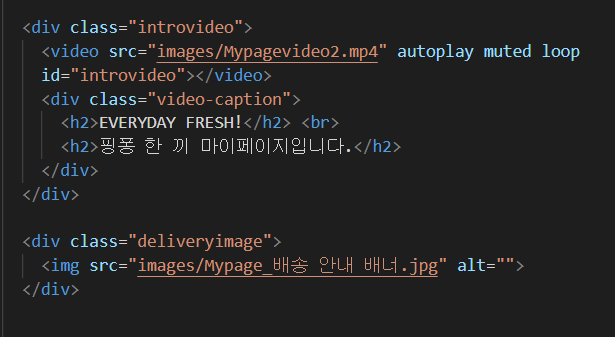 <div class="introvideo">
<video src="images/Mypagevideo2.mp4" autoplay muted loop
id="introvideo"></video>
<div class="video-caption">
<h2>EVERYDAY FRESH!</h2> <br>
<h2>핑퐁 한 끼 마이페이지입니다.</h2>
</div>
</div>
<div class="deliveryimage">
<img src="images/Mypage_배송 안내 배너.jpg" alt="">
</div>